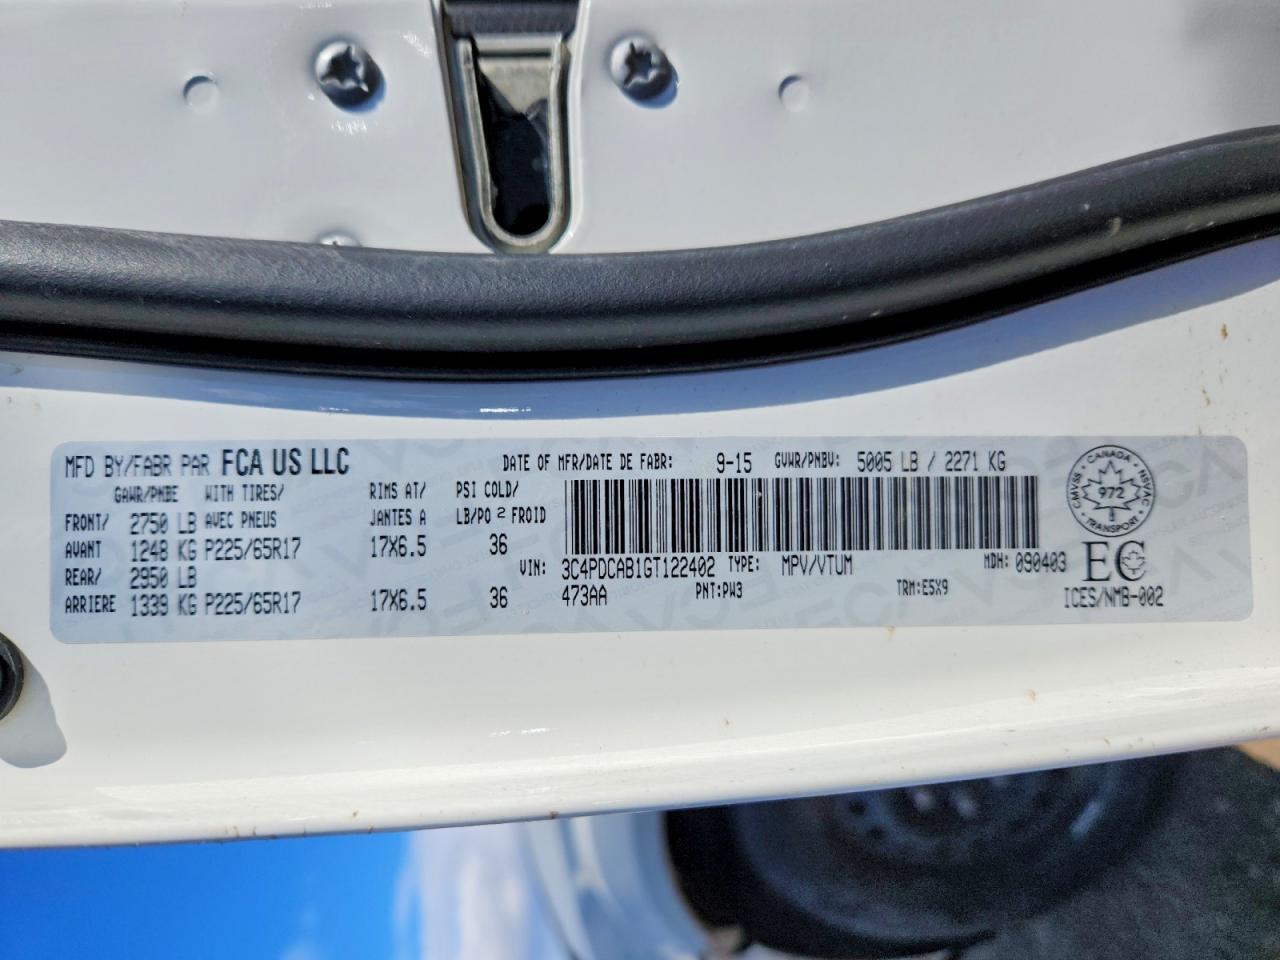 MFD BY/FABR PAR FCA US LLC DATE OF MFR/DATE DE FABR: 9-15 GVWR/PNBV: 5005 LB / 2271 KG
GAWR/PNBE WITH TIRES/ RIMS AT/ PSI COLD/
FRONT/ 2750 LB AVEC PNEUS JANTES A LB/PO 2 FROID
AVANT 1248 KG P225/65R17 17X6.5 36
REAR/ 2950 LB VIN: 3C4PDCAB1GT122402 TYPE: MPV/VTUM MDH: 090403
ARRIERE 1339 KG P225/65R17 17X6.5 36 473AA PNT:PW3 TRM:E5X9
CANADA
CMVSS NSVAC
972
TRANSPORT
EC
ICES/NMB-002